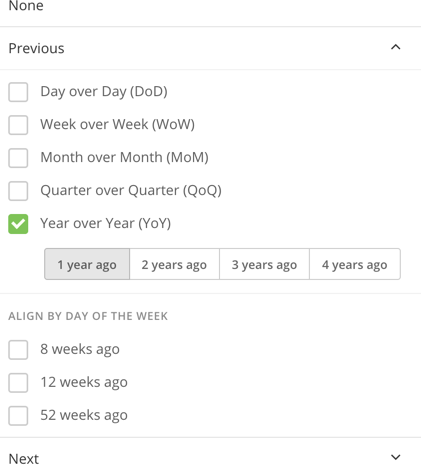 None
Previous
Day over Day (DoD)
Week over Week (WoW)
Month over Month (MoM)
Quarter over Quarter (QoQ)
Year over Year (YoY)
1 year ago 2 years ago 3 years ago 4 years ago
ALIGN BY DAY OF THE WEEK
8 weeks ago
12 weeks ago
52 weeks ago
Next